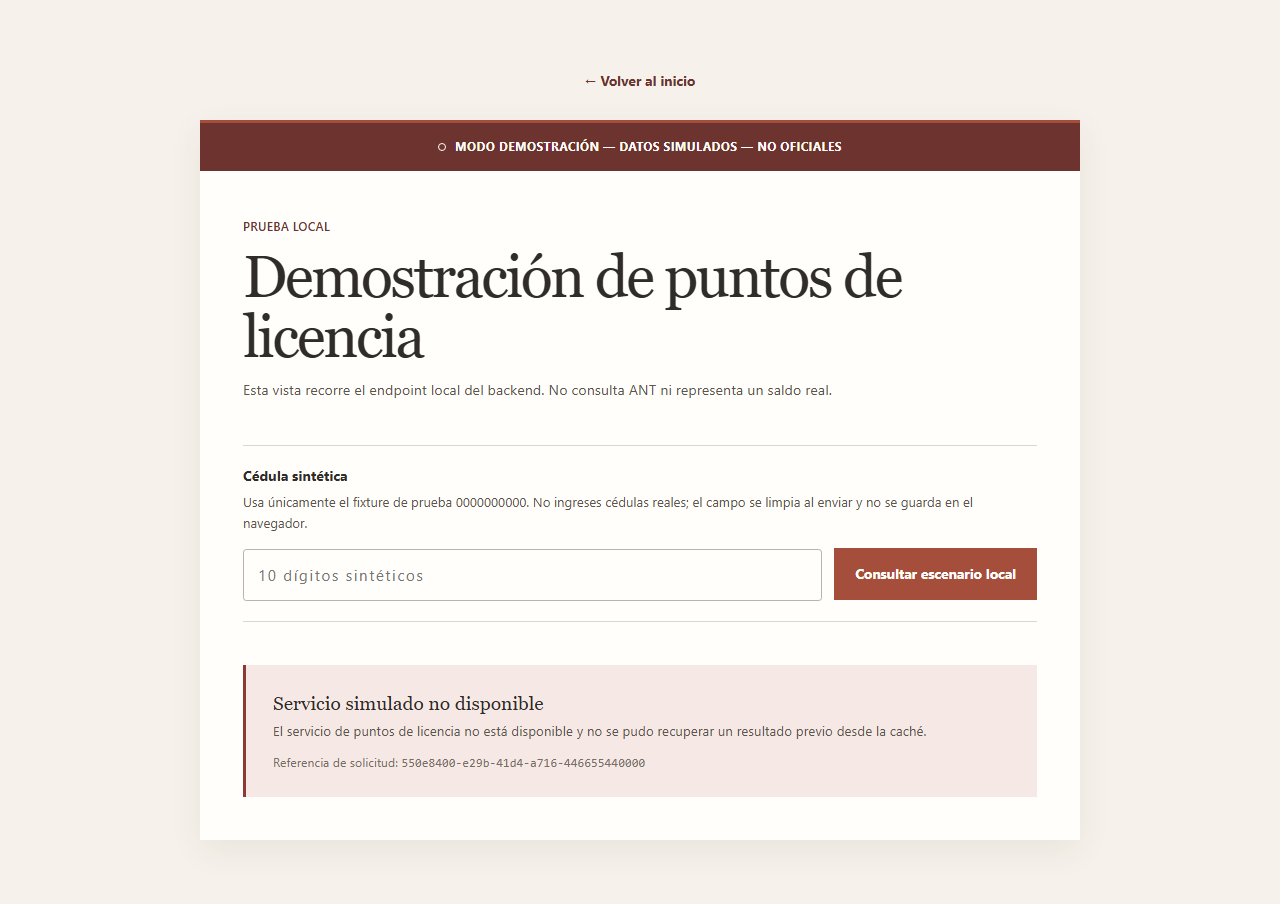 ← Volver al inicio
MODO DEMOSTRACIÓN — DATOS SIMULADOS — NO OFICIALES
PRUEBA LOCAL
Demostración de puntos de
licencia
Esta vista recorre el endpoint local del backend. No consulta ANT ni representa un saldo real.
Cédula sintética
Usa únicamente el fixture de prueba 0000000000. No ingreses cédulas reales; el campo se limpia al enviar y no se guarda en el
navegador.
10 dígitos sintéticos
Consultar escenario local
Servicio simulado no disponible
El servicio de puntos de licencia no está disponible y no se pudo recuperar un resultado previo desde la caché.
Referencia de solicitud: 550e8400-e29b-41d4-a716-446655440000